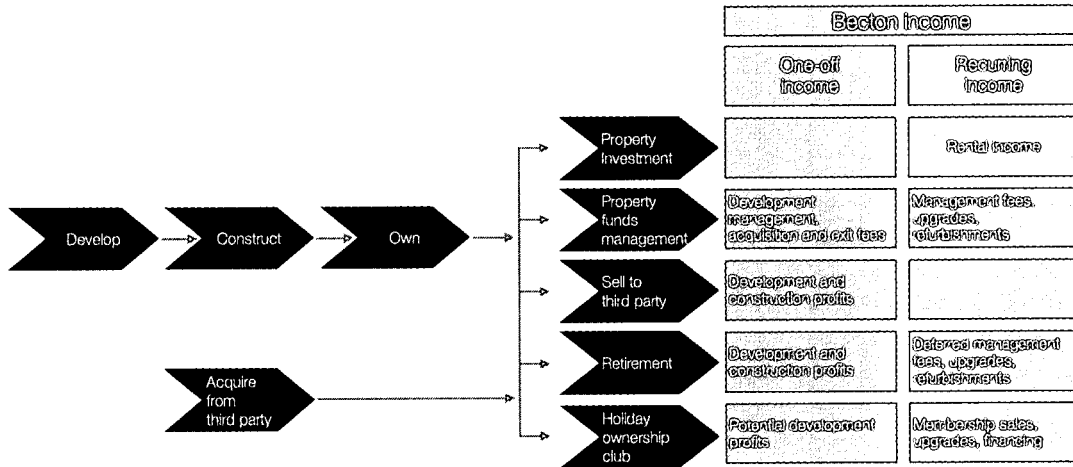 Becton income
One-off
income
Recurring
income
Property
Investment
Rental income
Develop
Construct
Own
Property
funds
management
Development
management,
acquisition and exit fees
Management fees,
upgrades,
refurbishments
Sell to
third party
Development and
construction profits
Retirement
Development and
construction profits
Deferred management
fees, upgrades,
refurbishments
Acquire
from
third party
Holiday
ownership
club
Potential development
profits
Membership sales,
upgrades, financing